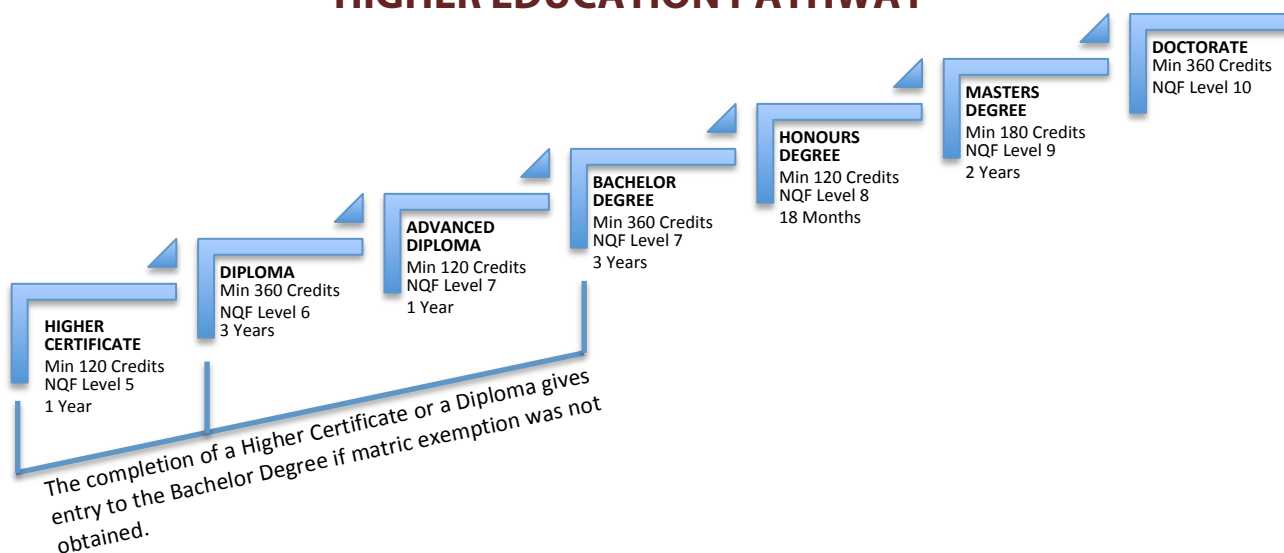 HIGHER EDUCATION PATHWAY
HIGHER
CERTIFICATE
Min 120 Credits
NQF Level 5
1 Year
DIPLOMA
Min 360 Credits
NQF Level 6
3 Years
ADVANCED
DIPLOMA
Min 120 Credits
NQF Level 7
1 Year
BACHELOR
DEGREE
Min 360 Credits
NQF Level 7
3 Years
HONOURS
DEGREE
Min 120 Credits
NQF Level 8
18 Months
MASTERS
DEGREE
Min 180 Credits
NQF Level 9
2 Years
DOCTORATE
Min 360 Credits
NQF Level 10
The completion of a Higher Certificate or a Diploma gives
entry to the Bachelor Degree if matric exemption was not
obtained.